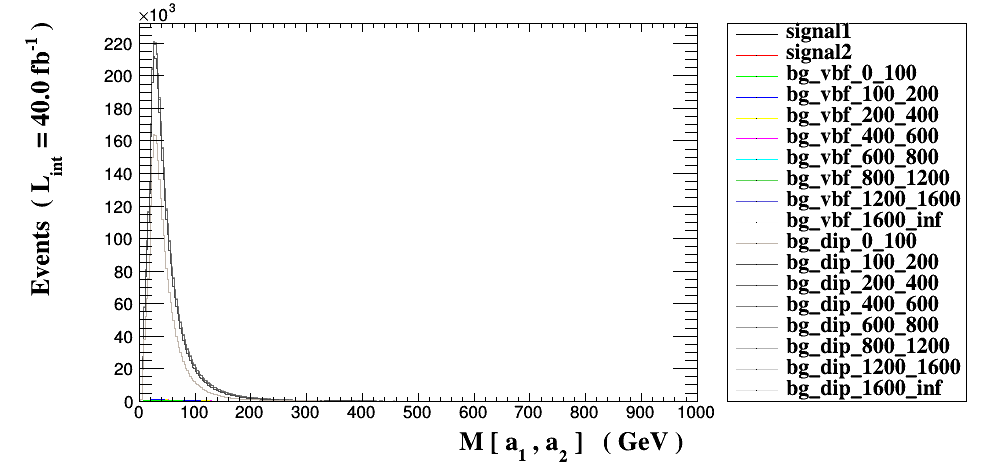 ×10³
Events ( L_int = 40.0 fb⁻¹ )
220
200
180
160
140
120
100
80
60
40
20
0
0 100 200 300 400 500 600 700 800 900 1000
M [ a₁ , a₂ ] ( GeV )
signal1
signal2
bg_vbf_0_100
bg_vbf_100_200
bg_vbf_200_400
bg_vbf_400_600
bg_vbf_600_800
bg_vbf_800_1200
bg_vbf_1200_1600
bg_vbf_1600_inf
bg_dip_0_100
bg_dip_100_200
bg_dip_200_400
bg_dip_400_600
bg_dip_600_800
bg_dip_800_1200
bg_dip_1200_1600
bg_dip_1600_inf